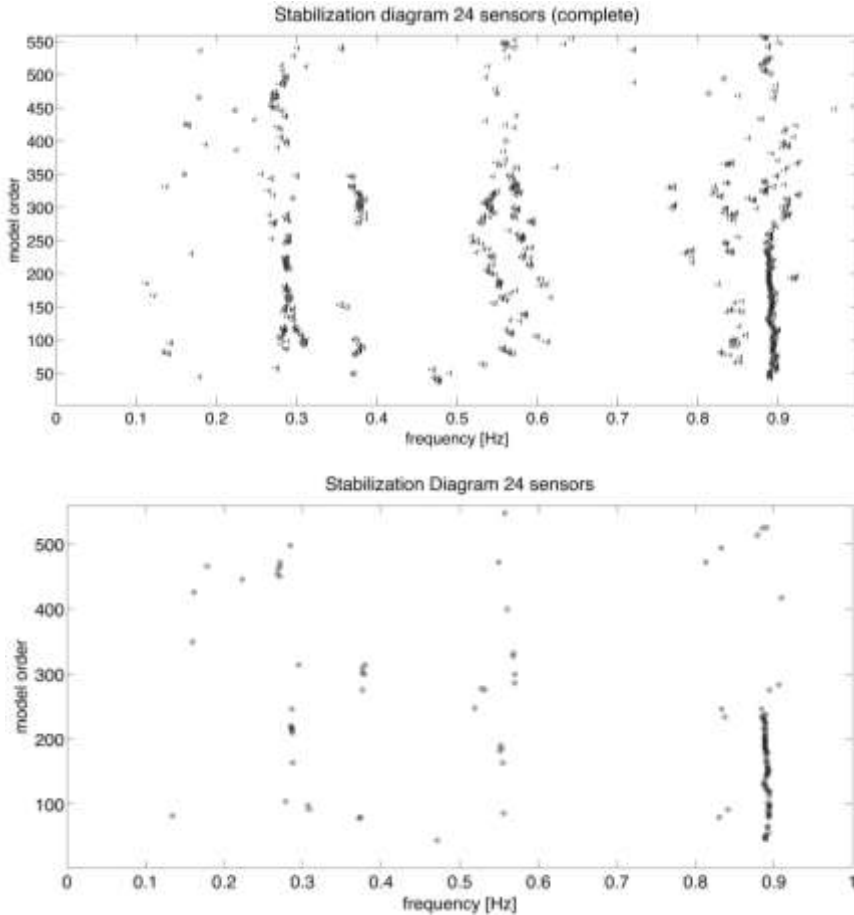 Stabilization diagram 24 sensors (complete)
550
500
450
400
350
300
250
200
150
100
50
model order
0 0.1 0.2 0.3 0.4 0.5 0.6 0.7 0.8 0.9
frequency [Hz]
Stabilization Diagram 24 sensors
500
400
300
200
100
model order
0 0.1 0.2 0.3 0.4 0.5 0.6 0.7 0.8 0.9 1
frequency [Hz]